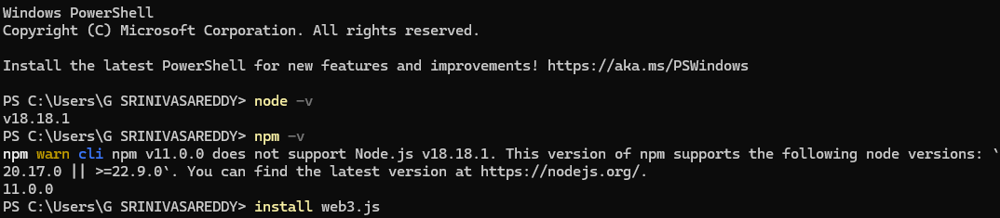 Windows PowerShell
Copyright (C) Microsoft Corporation. All rights reserved.
Install the latest PowerShell for new features and improvements! https://aka.ms/PSWindows
PS C:\Users\G SRINIVASAREDDY> node -v
v18.18.1
PS C:\Users\G SRINIVASAREDDY> npm -v
npm warn cli npm v11.0.0 does not support Node.js v18.18.1. This version of npm supports the following node versions: `
20.17.0 || >=22.9.0`. You can find the latest version at https://nodejs.org/.
11.0.0
PS C:\Users\G SRINIVASAREDDY> install web3.js